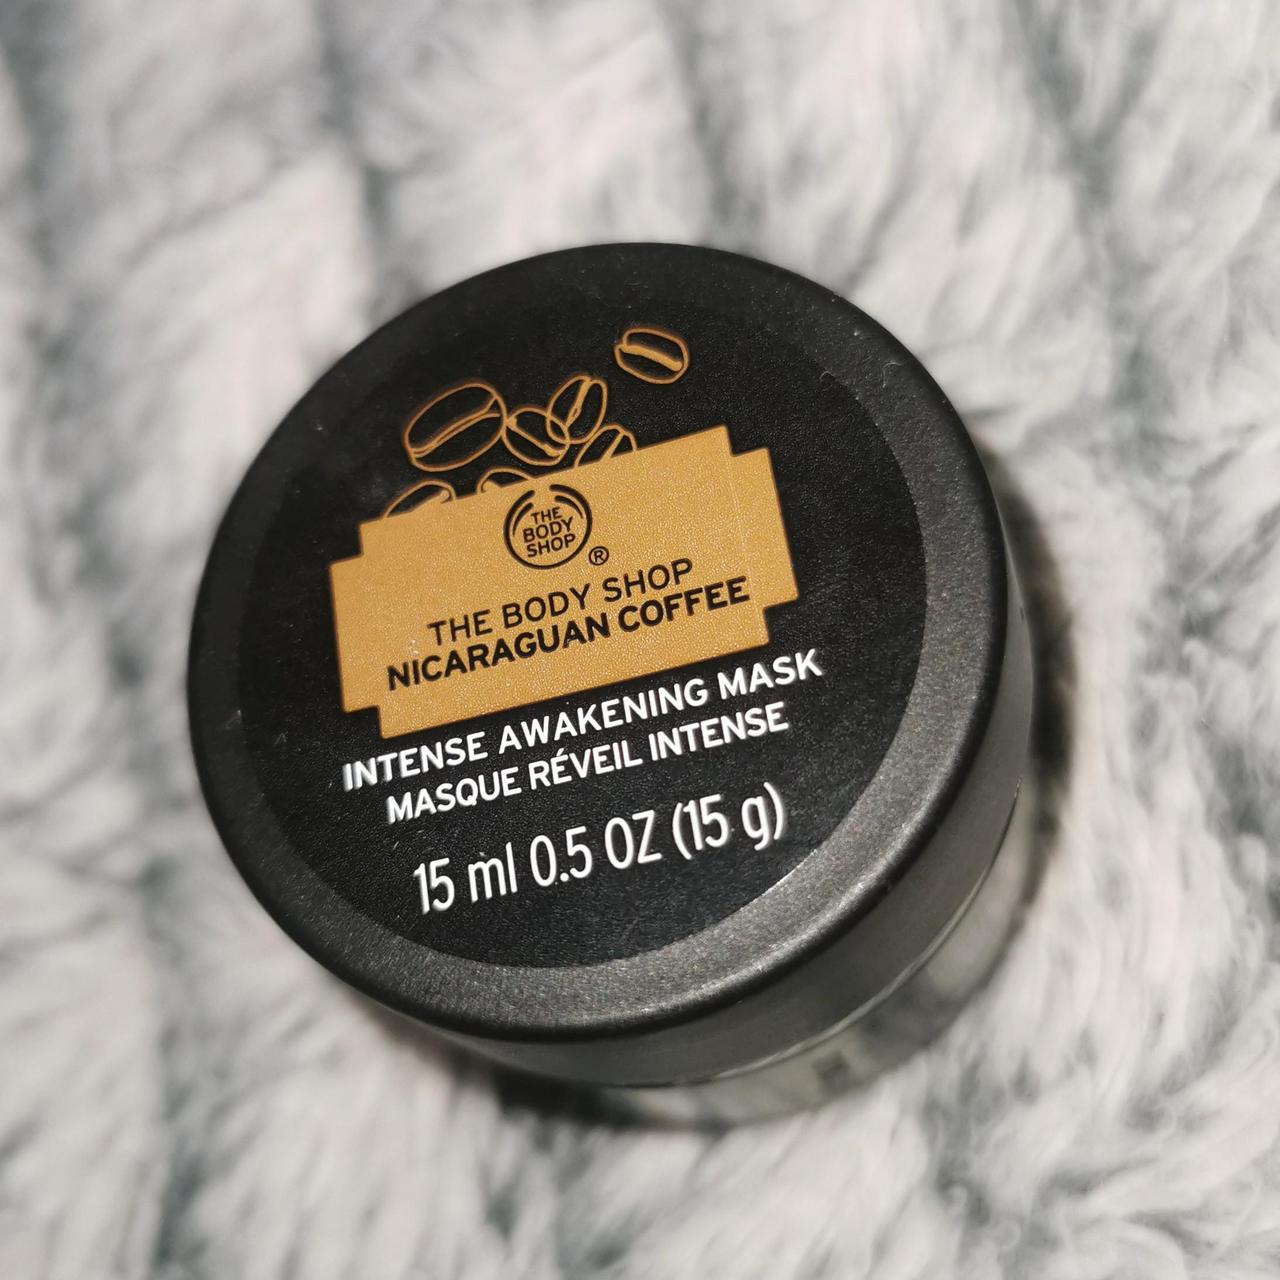 THE
BODY
SHOP
®
THE BODY SHOP
NICARAGUAN COFFEE
INTENSE AWAKENING MASK
MASQUE RÉVEIL INTENSE
15 ml 0.5 OZ (15 g)